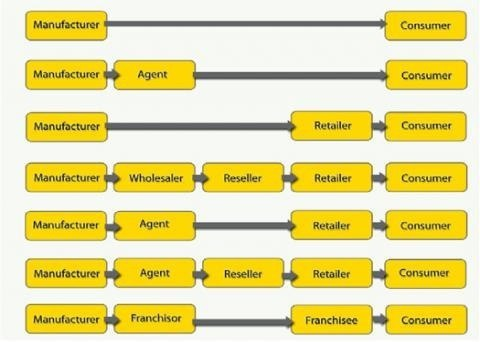 Manufacturer Consumer
Manufacturer Agent Consumer
Manufacturer Retailer Consumer
Manufacturer Wholesaler Reseller Retailer Consumer
Manufacturer Agent Retailer Consumer
Manufacturer Agent Reseller Retailer Consumer
Manufacturer Franchisor Franchisee Consumer